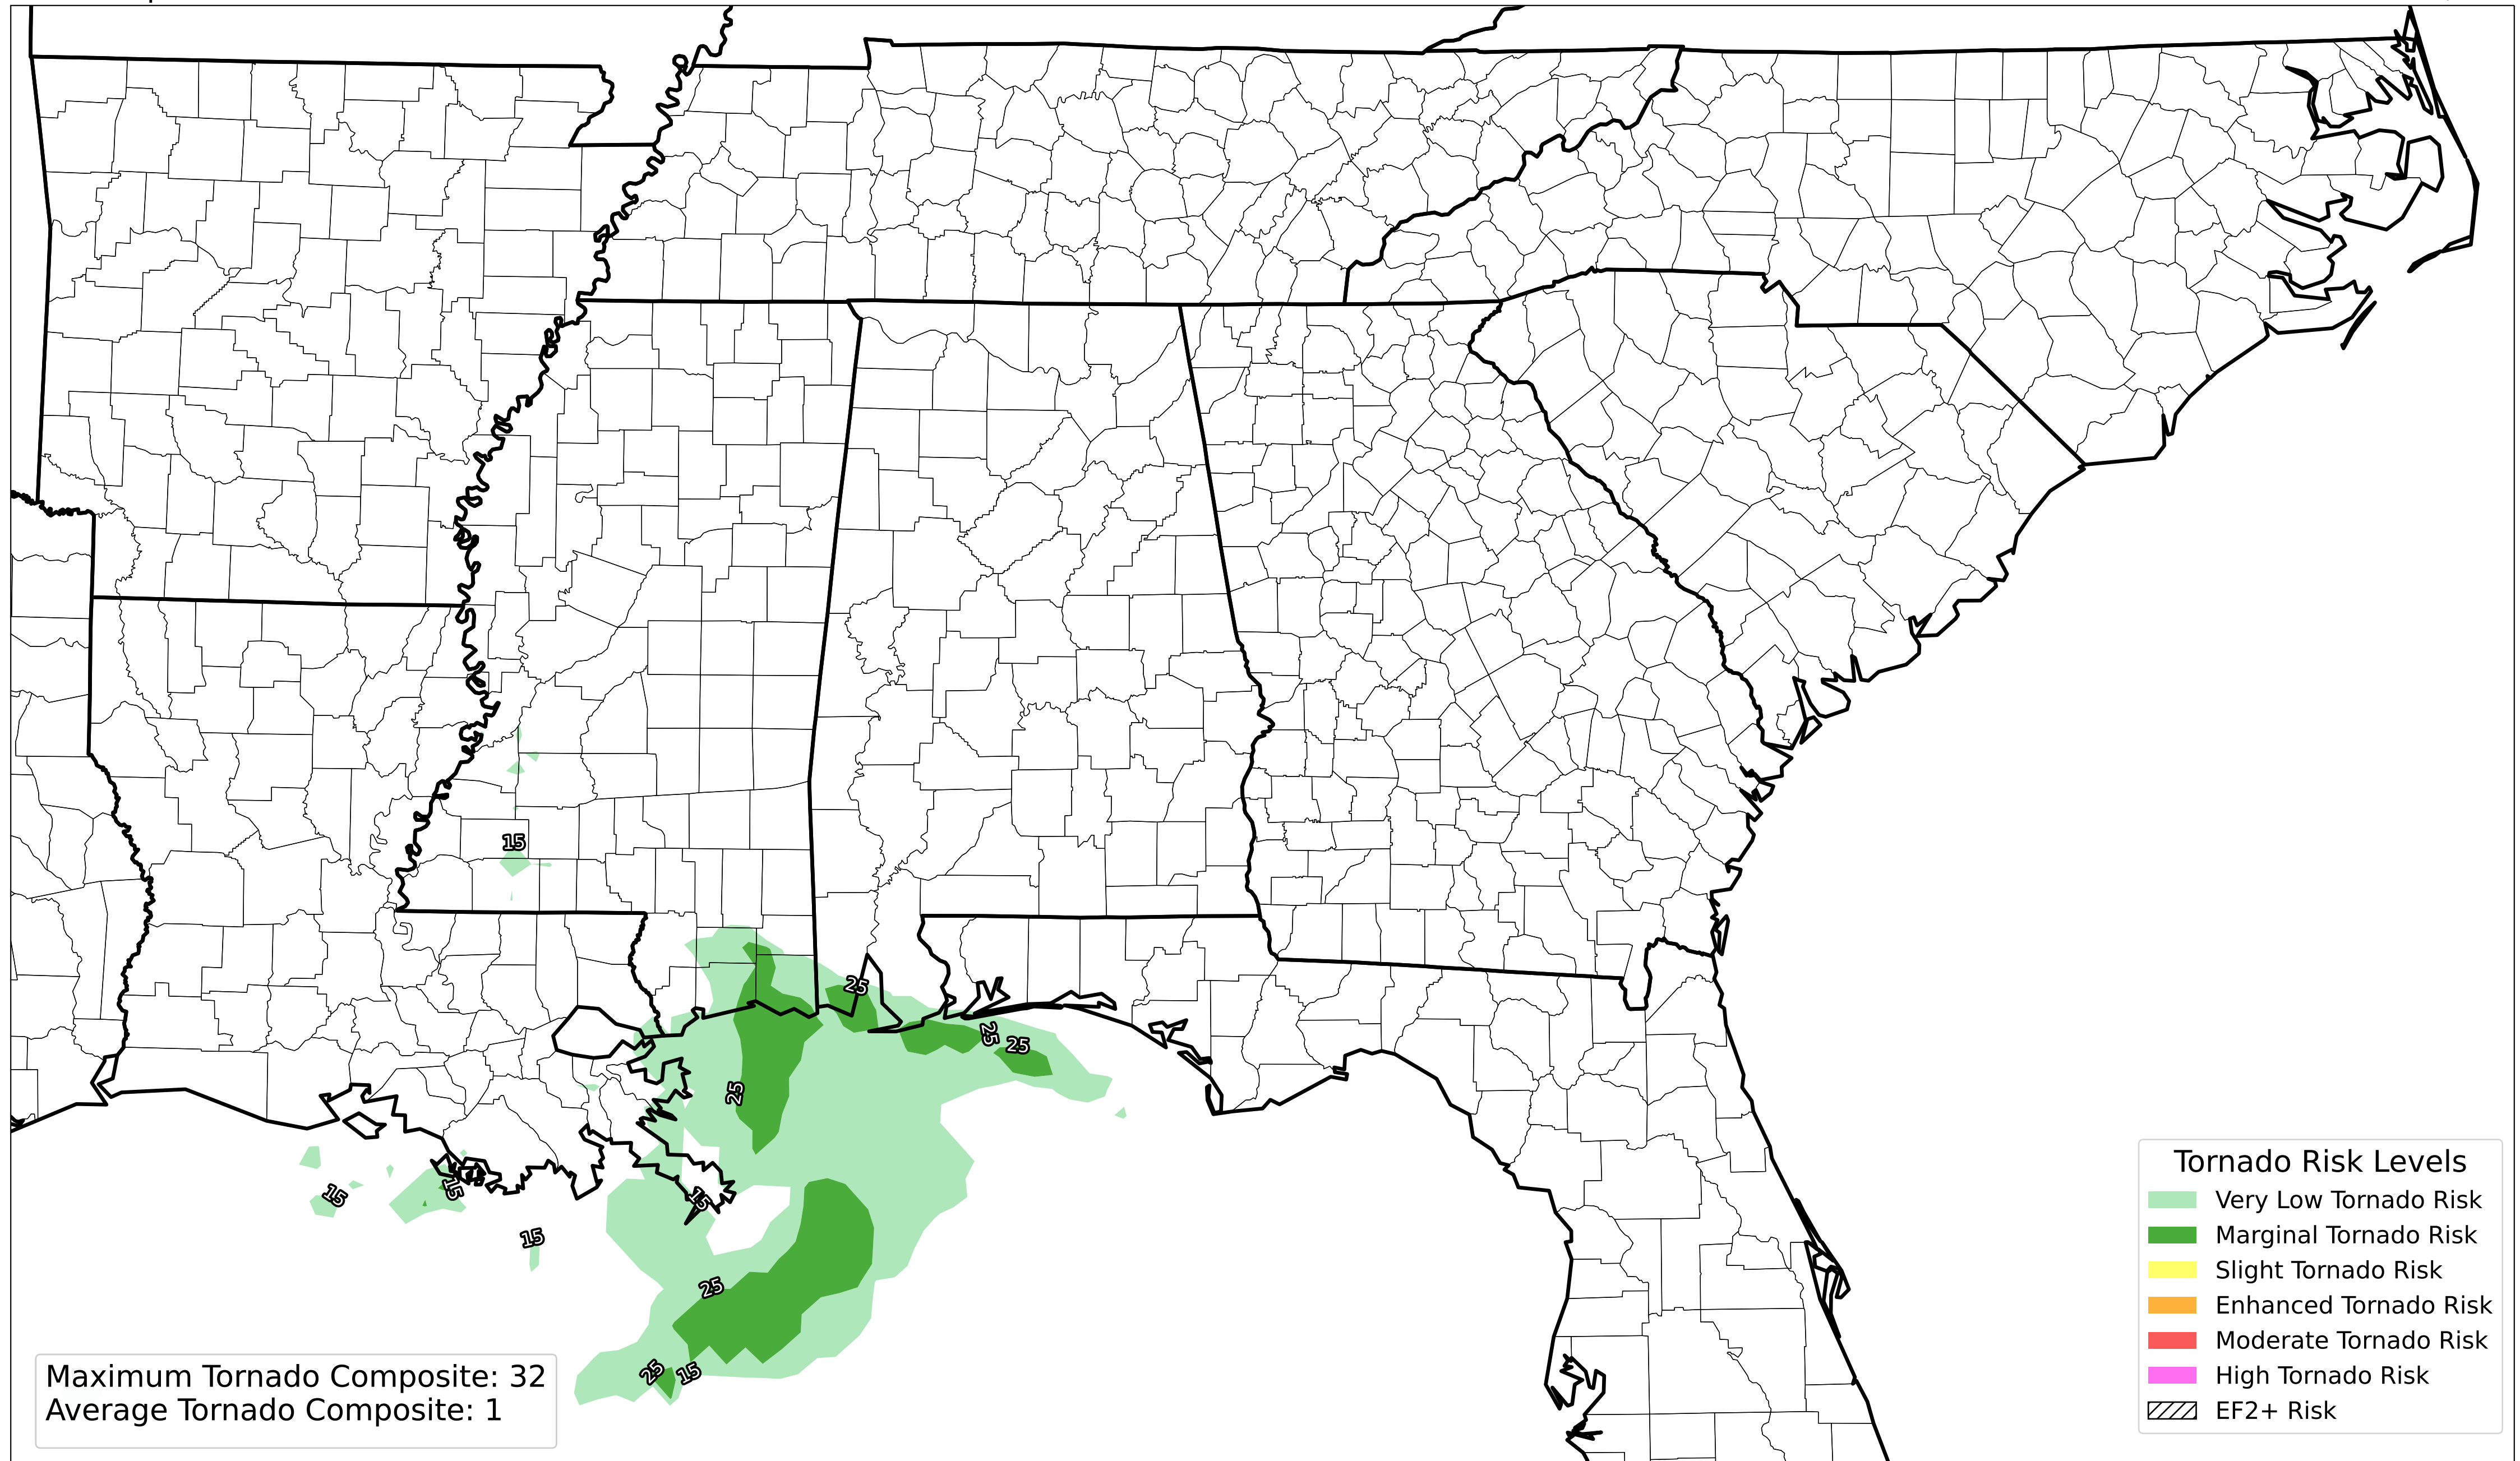 15
25
25
25
25
15
15
15
15
25
25
15
Tornado Risk Levels
Very Low Tornado Risk
Marginal Tornado Risk
Slight Tornado Risk
Enhanced Tornado Risk
Moderate Tornado Risk
High Tornado Risk
EF2+ Risk
Maximum Tornado Composite: 32
Average Tornado Composite: 1